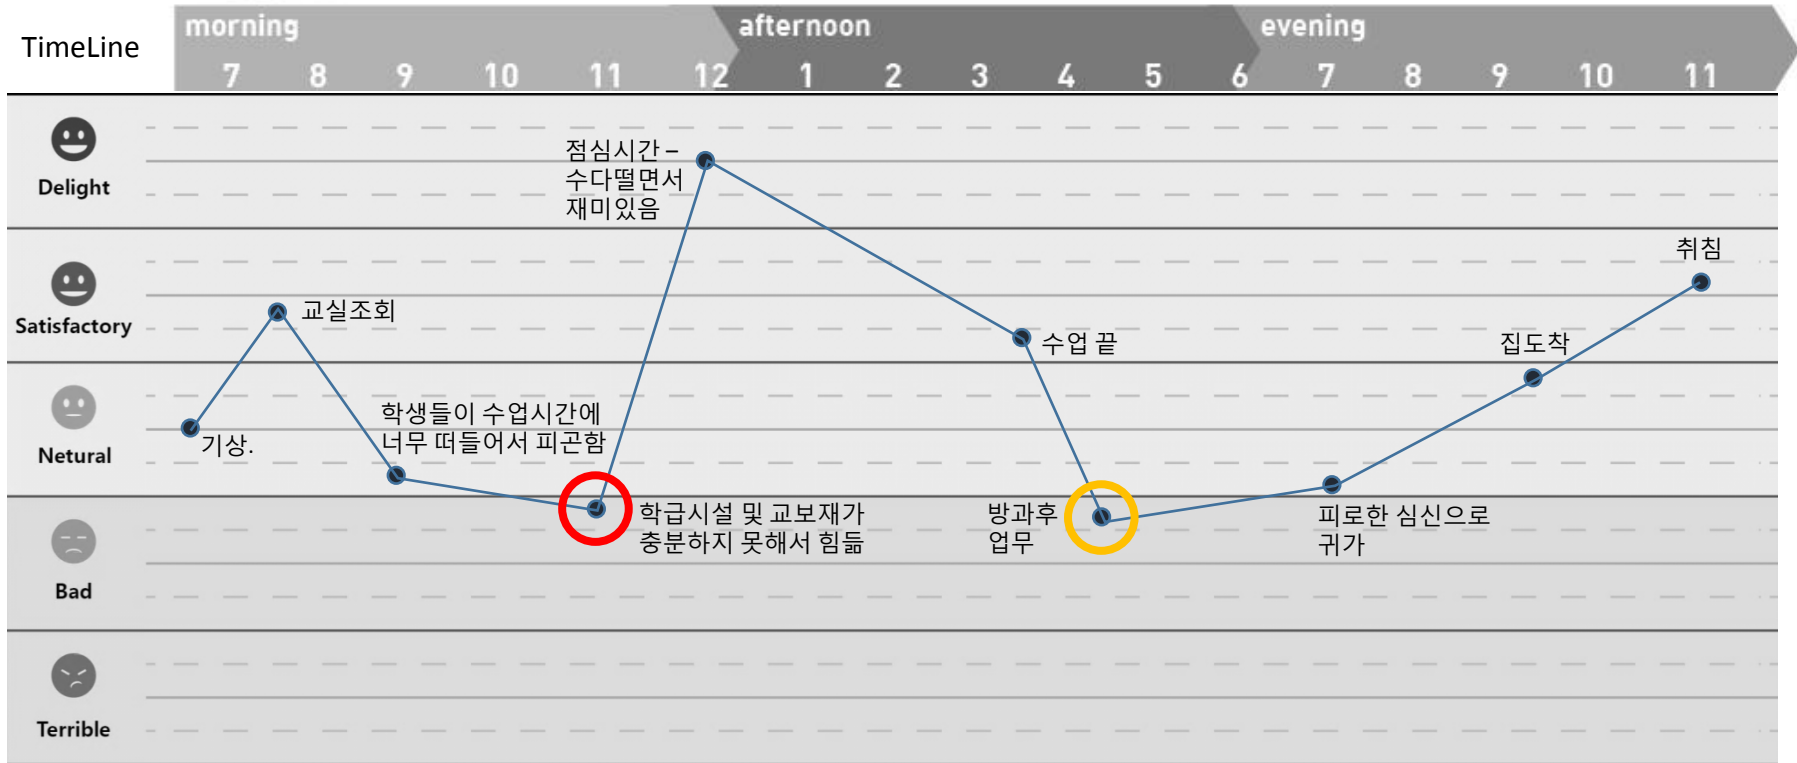 TimeLine
morning afternoon evening
7 8 9 10 11 12 1 2 3 4 5 6 7 8 9 10 11
Delight
점심시간 –
수다떨면서
재미있음
Satisfactory
교실조회
수업 끝
집도착
취침
Netural
기상.
학생들이 수업시간에
너무 떠들어서 피곤함
Bad
학급시설 및 교보재가
충분하지 못해서 힘듦
방과후
업무
피로한 심신으로
귀가
Terrible